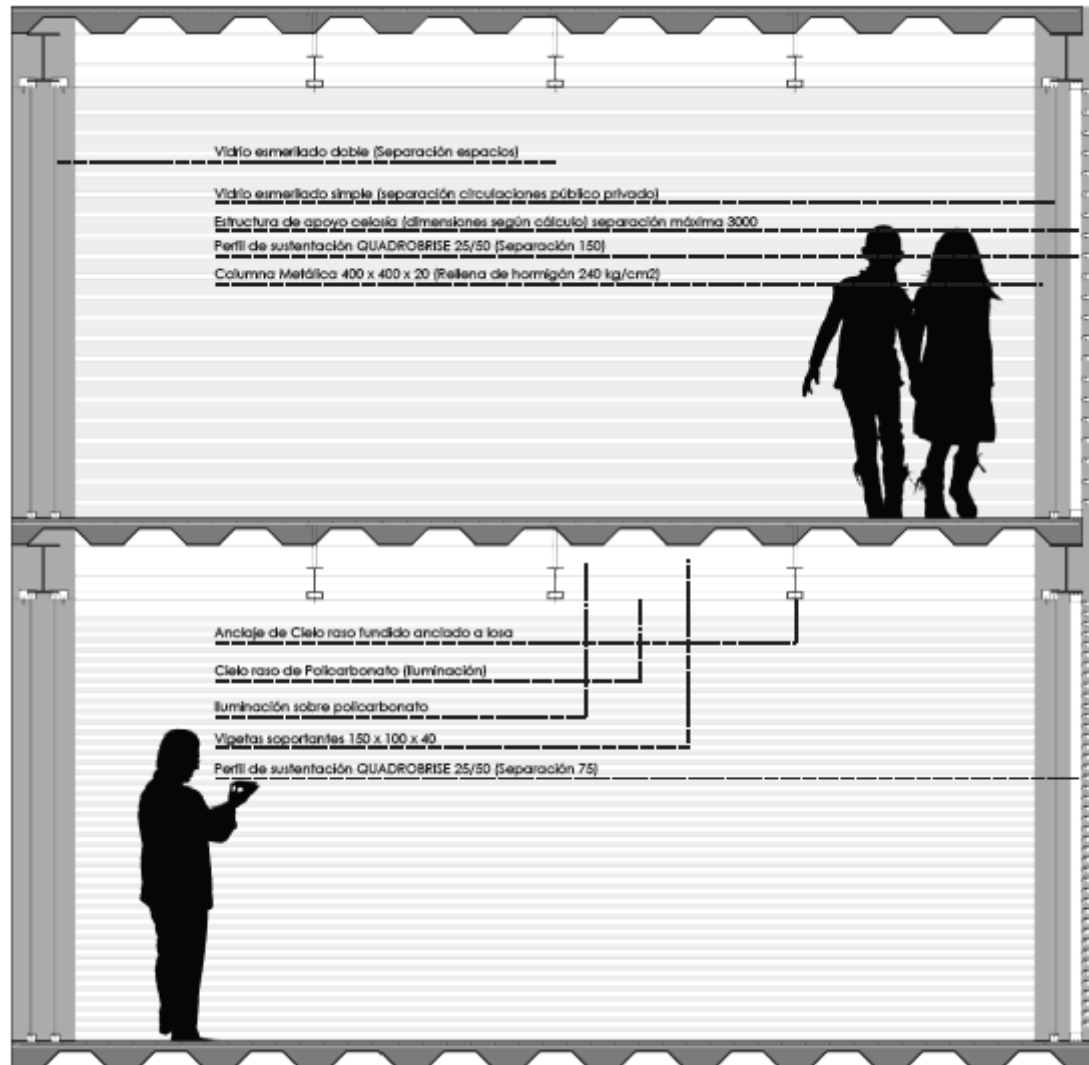 Vidrio esmerilado doble (Separación espacios)
Vidrio esmerilado simple (separación circulaciones público privado)
Estructura de apoyo celosía (dimensiones según cálculo) separación máxima 3000
Perfil de sustentación QUADROBRISE 25/50 (Separación 150)
Columna Metálica 400 x 400 x 20 (Rellena de hormigón 240 kg/cm2)
Anclaje de Cielo raso fundido anclado a losa
Cielo raso de Policarbonato (Iluminación)
Iluminación sobre policarbonato
Vigetas soportantes 150 x 100 x 40
Perfil de sustentación QUADROBRISE 25/50 (Separación 75)